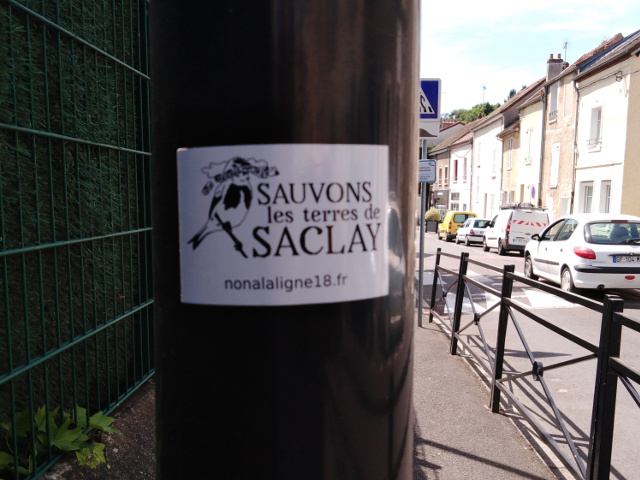 SAUVONS
les terres de
SACLAY
nonalaligne18.fr